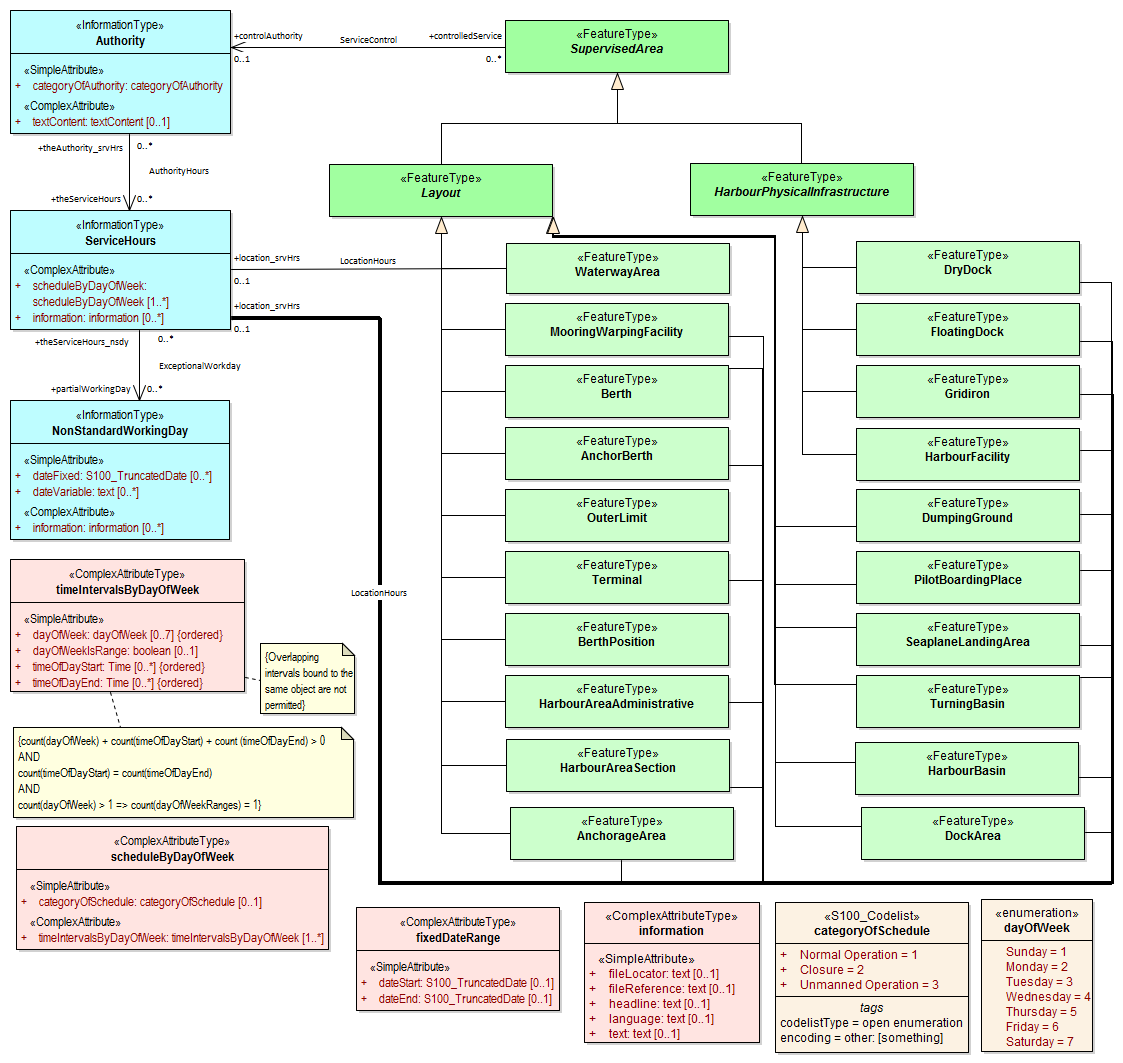 «InformationType»
Authority
«SimpleAttribute»
+ categoryOfAuthority: categoryOfAuthority
«ComplexAttribute»
+ textContent: textContent [0..1]
+controlAuthority
ServiceControl
+controlledService
0..1
0..*
«FeatureType»
SupervisedArea
+theAuthority_srvHrs
0..*
AuthorityHours
+theServiceHours
0..*
«FeatureType»
Layout
«FeatureType»
HarbourPhysicalInfrastructure
«InformationType»
ServiceHours
«ComplexAttribute»
+ scheduleByDayOfWeek:
scheduleByDayOfWeek [1..*]
+ information: information [0..*]
+location_srvHrs
LocationHours
0..1
+location_srvHrs
0..1
+theServiceHours_nsdy
0..*
ExceptionalWorkday
+partialWorkingDay
0..*
«InformationType»
NonStandardWorkingDay
«SimpleAttribute»
+ dateFixed: S100_TruncatedDate [0..*]
+ dateVariable: text [0..*]
«ComplexAttribute»
+ information: information [0..*]
«FeatureType»
WaterwayArea
«FeatureType»
MooringWarpingFacility
«FeatureType»
Berth
«FeatureType»
AnchorBerth
«FeatureType»
OuterLimit
«FeatureType»
Terminal
«FeatureType»
BerthPosition
«FeatureType»
HarbourAreaAdministrative
«FeatureType»
HarbourAreaSection
«FeatureType»
AnchorageArea
«FeatureType»
DryDock
«FeatureType»
FloatingDock
«FeatureType»
Gridiron
«FeatureType»
HarbourFacility
«FeatureType»
DumpingGround
«FeatureType»
PilotBoardingPlace
«FeatureType»
SeaplaneLandingArea
«FeatureType»
TurningBasin
«FeatureType»
HarbourBasin
«FeatureType»
DockArea
LocationHours
«ComplexAttributeType»
timeIntervalsByDayOfWeek
«SimpleAttribute»
+ dayOfWeek: dayOfWeek [0..7] {ordered}
+ dayOfWeekIsRange: boolean [0..1]
+ timeOfDayStart: Time [0..*] {ordered}
+ timeOfDayEnd: Time [0..*] {ordered}
{Overlapping
intervals bound to the
same object are not
permitted}
{count(dayOfWeek) + count(timeOfDayStart) + count (timeOfDayEnd) > 0
AND
count(timeOfDayStart) = count(timeOfDayEnd)
AND
count(dayOfWeek) > 1 => count(dayOfWeekRanges) = 1}
«ComplexAttributeType»
scheduleByDayOfWeek
«SimpleAttribute»
+ categoryOfSchedule: categoryOfSchedule [0..1]
«ComplexAttribute»
+ timeIntervalsByDayOfWeek: timeIntervalsByDayOfWeek [1..*]
«ComplexAttributeType»
fixedDateRange
«SimpleAttribute»
+ dateStart: S100_TruncatedDate [0..1]
+ dateEnd: S100_TruncatedDate [0..1]
«ComplexAttributeType»
information
«SimpleAttribute»
+ fileLocator: text [0..1]
+ fileReference: text [0..1]
+ headline: text [0..1]
+ language: text [0..1]
+ text: text [0..1]
«S100_Codelist»
categoryOfSchedule
+ Normal Operation = 1
+ Closure = 2
+ Unmanned Operation = 3
tags
codelistType = open enumeration
encoding = other: [something]
«enumeration»
dayOfWeek
Sunday = 1
Monday = 2
Tuesday = 3
Wednesday = 4
Thursday = 5
Friday = 6
Saturday = 7